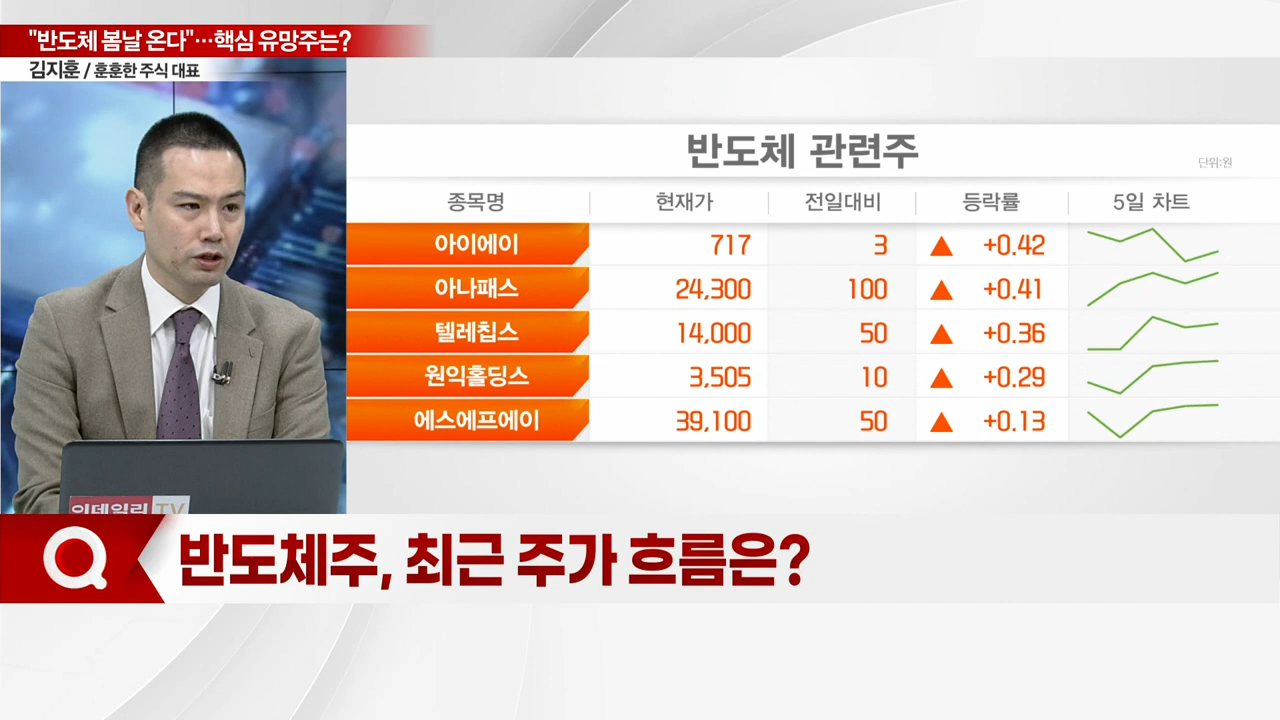 "반도체 봄날 온다"…핵심 유망주는?
김지훈 / 훈훈한 주식 대표
반도체 관련주
단위:원
종목명 현재가 전일대비 등락률 5일 차트
아이에이 717 3 ▲ +0.42
아나패스 24,300 100 ▲ +0.41
텔레칩스 14,000 50 ▲ +0.36
원익홀딩스 3,505 10 ▲ +0.29
에스에프에이 39,100 50 ▲ +0.13
이데일리 TV
Q 반도체주, 최근 주가 흐름은?